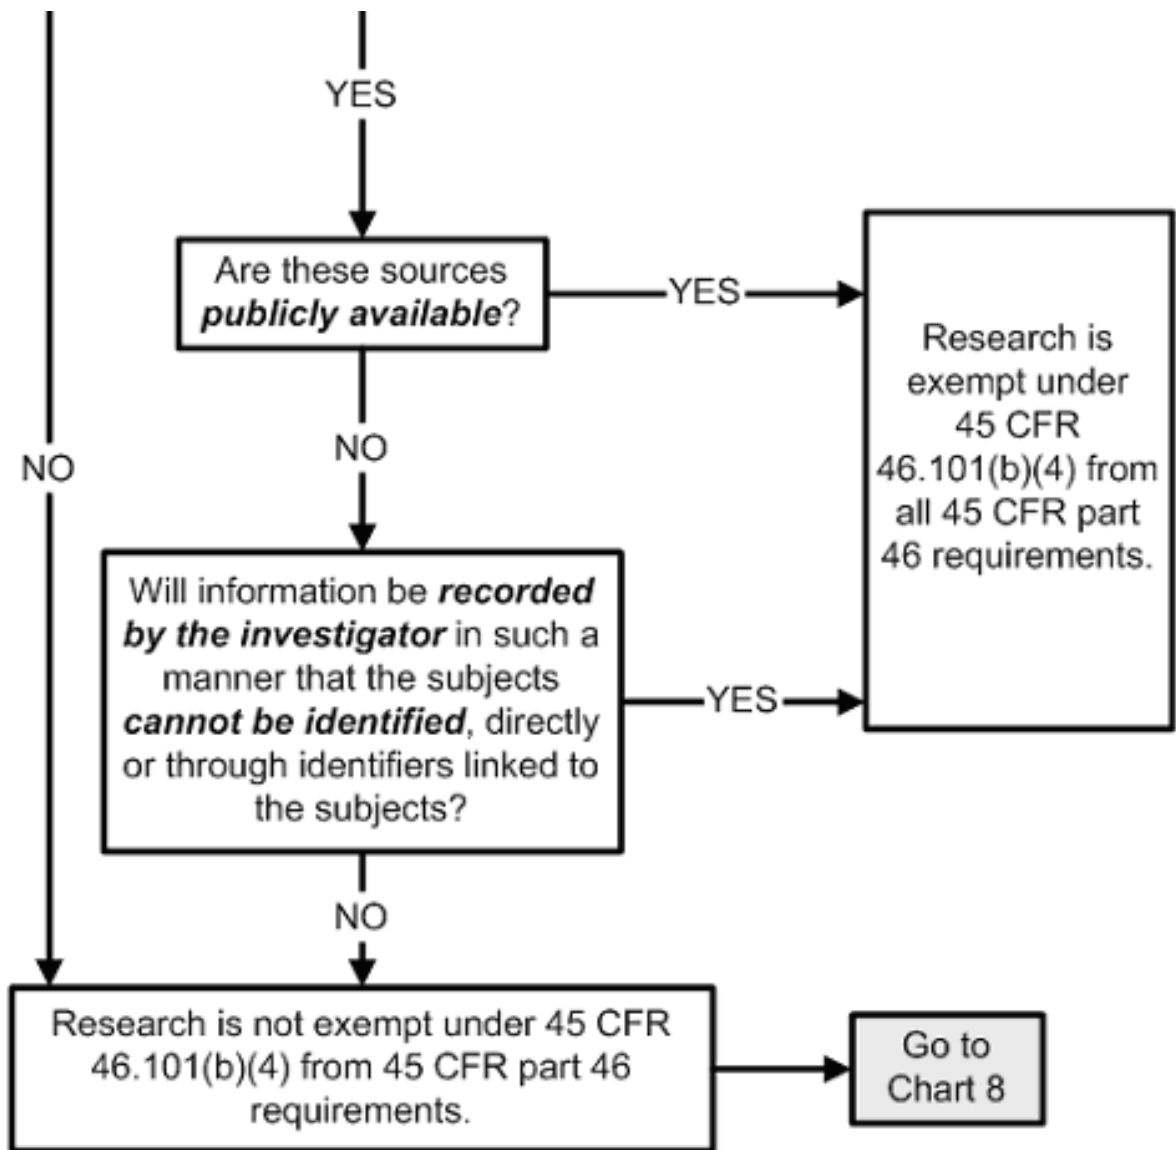 YES
Are these sources
publicly available?
YES
Research is
exempt under
45 CFR
46.101(b)(4) from
all 45 CFR part
46 requirements.
NO
NO
Will information be recorded
by the investigator in such a
manner that the subjects
cannot be identified, directly
or through identifiers linked to
the subjects?
YES
NO
Research is not exempt under 45 CFR
46.101(b)(4) from 45 CFR part 46
requirements.
Go to
Chart 8